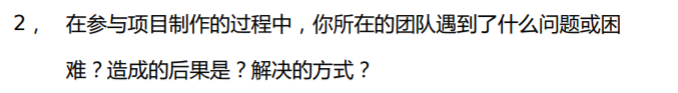 2， 在参与项目制作的过程中，你所在的团队遇到了什么问题或困
难？造成的后果是？解决的方式？